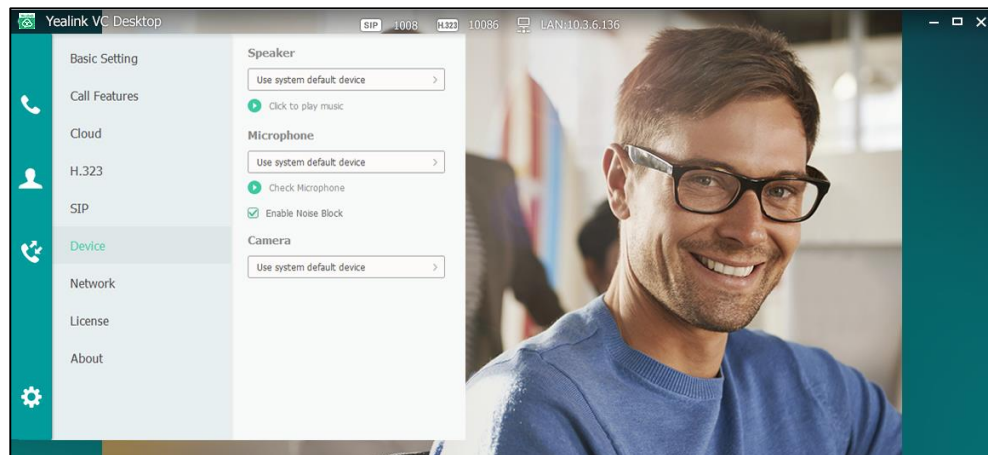 Yealink VC Desktop
SIP 1008 H.323 10086 LAN:10.3.6.136
Basic Setting
Call Features
Cloud
H.323
SIP
Device
Network
License
About
Speaker
Use system default device
Click to play music
Microphone
Use system default device
Check Microphone
Enable Noise Block
Camera
Use system default device